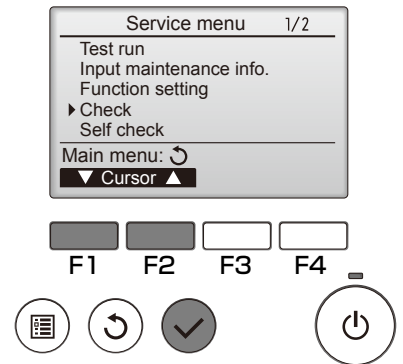 Service menu 1/2
Test run
Input maintenance info.
Function setting
Check
Self check
Main menu:
Cursor
F1 F2 F3 F4